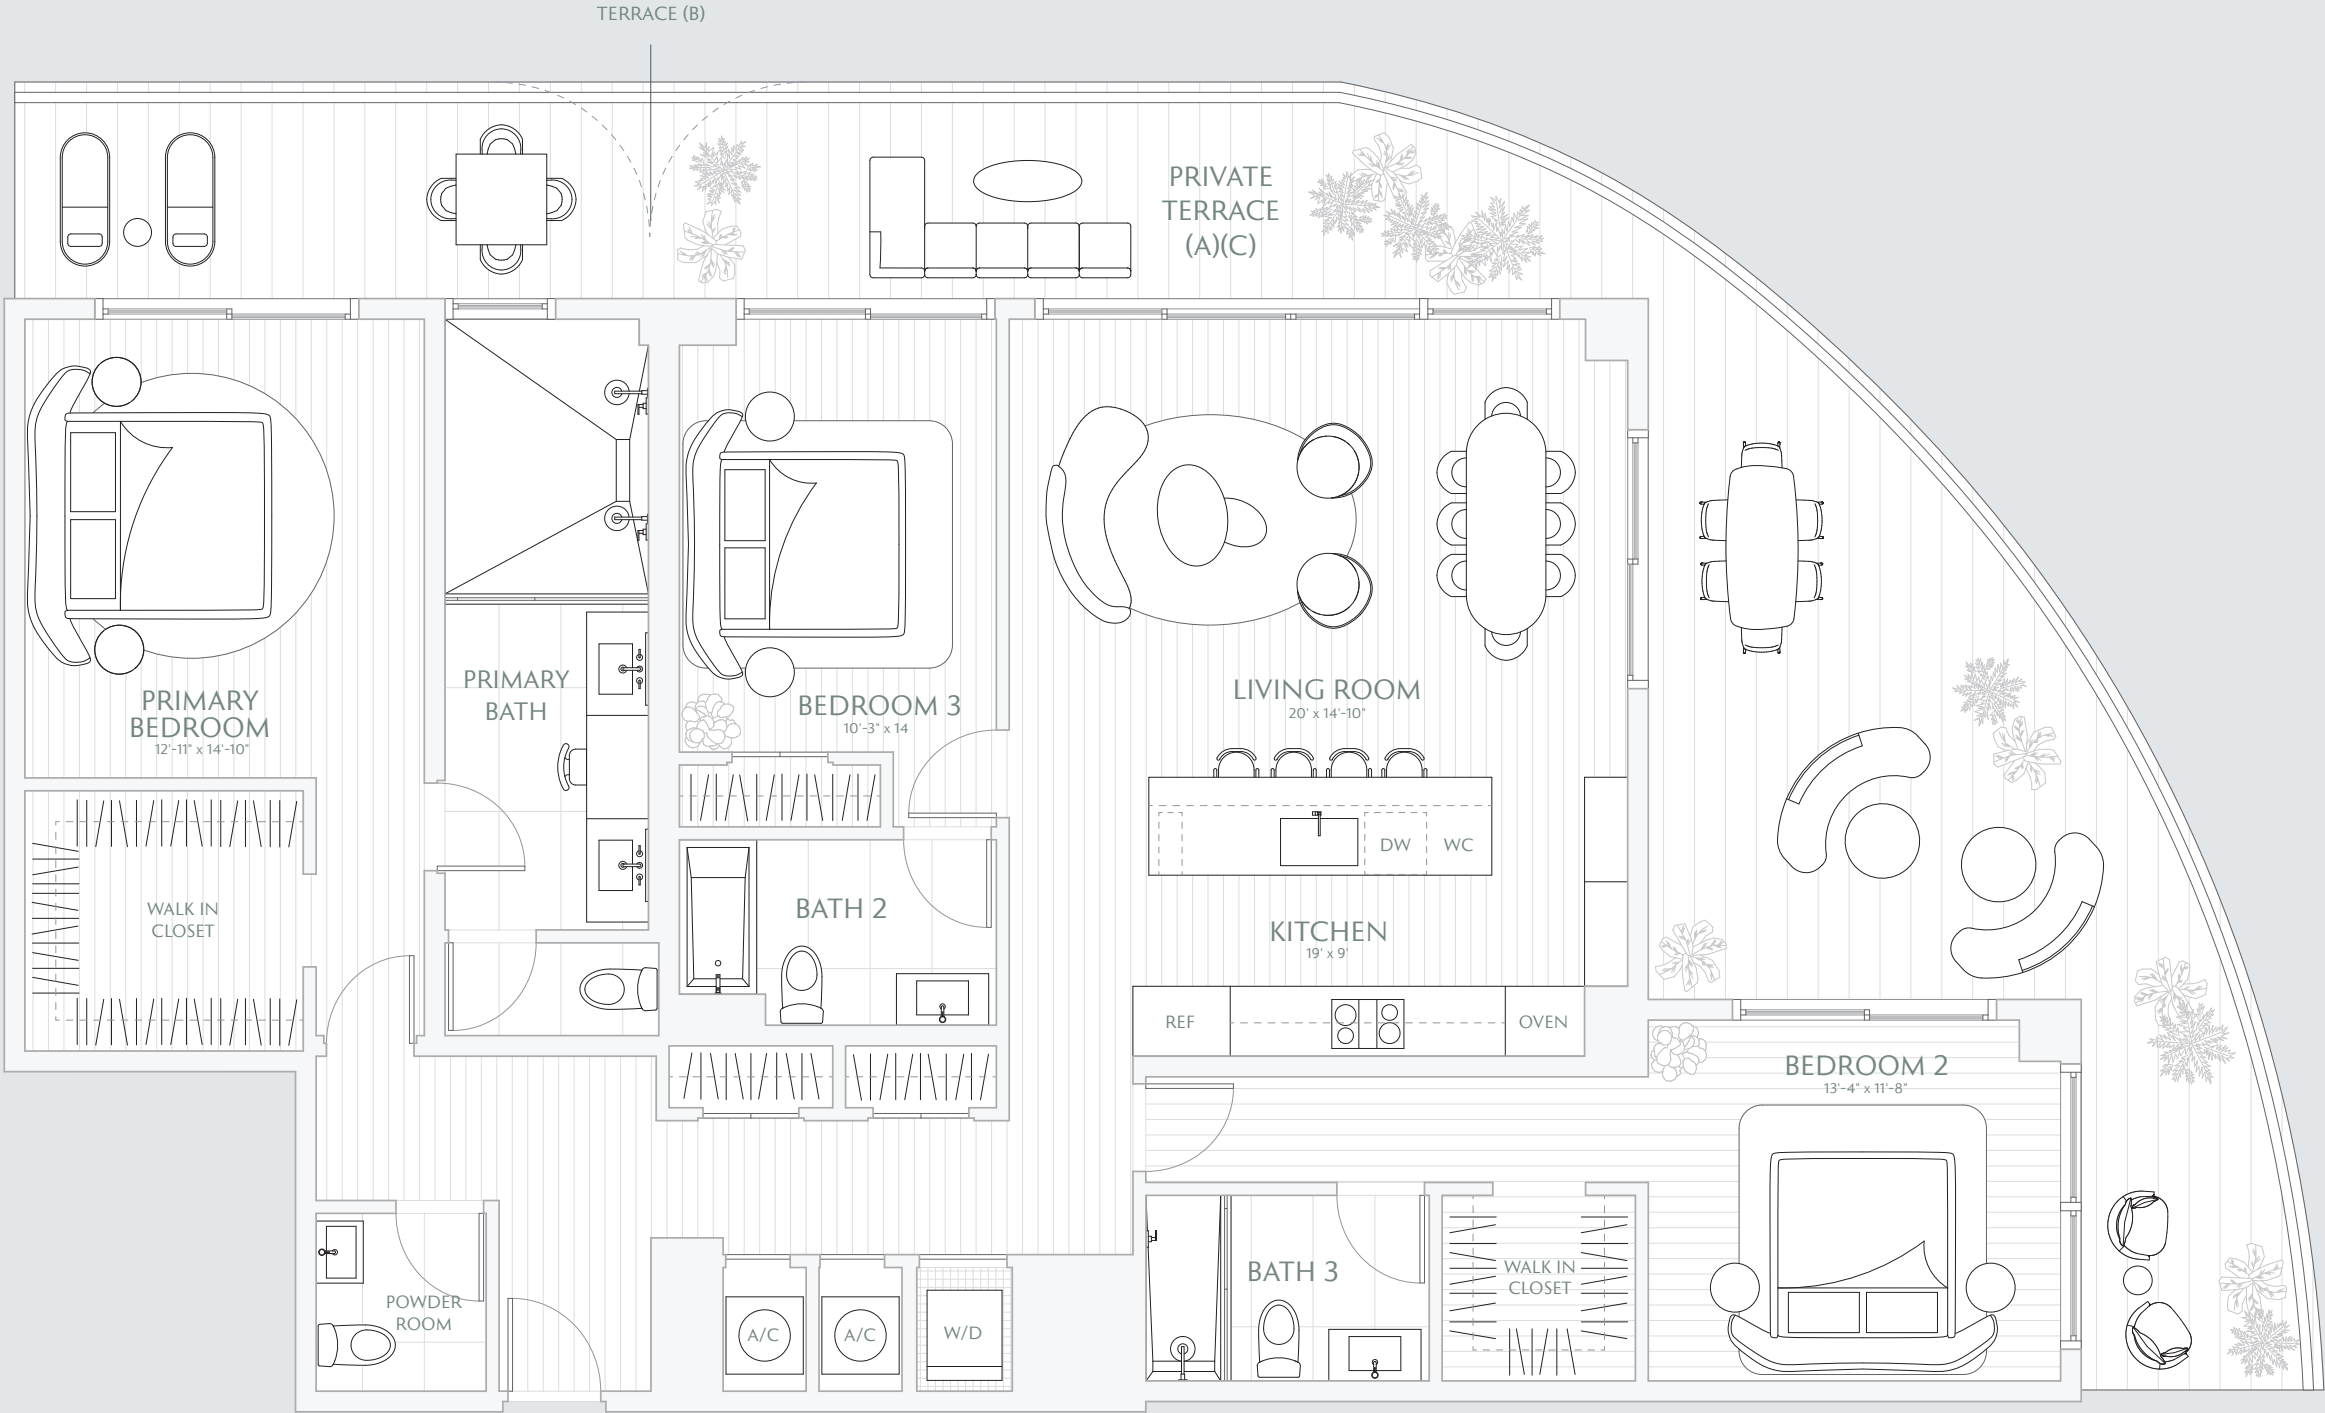 TERRACE (B)
PRIVATE
TERRACE
(A)(C)
PRIMARY
BEDROOM
12'-11" x 14'-10"
PRIMARY
BATH
BEDROOM 3
10'-3" x 14
LIVING ROOM
20' x 14'-10"
DW
WC
WALK IN
CLOSET
BATH 2
KITCHEN
19' x 9'
REF
OVEN
BEDROOM 2
13'-4" x 11'-8"
POWDER
ROOM
A/C
A/C
W/D
BATH 3
WALK IN
CLOSET